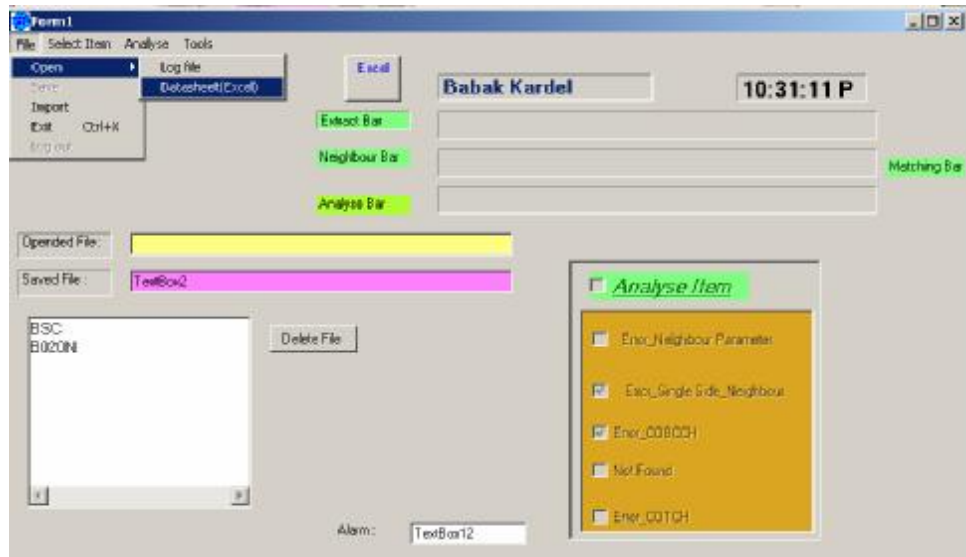 Form1
File Select Item Analyse Tools
Open
Log file
Datasheet(Excel)
Save
Import
Exit Ctrl+X
Log out
Excel
Babak Kardel
10:31:11 P
Extract Bar
Neighbour Bar
Matching Bar
Analyse Bar
Opended File:
Saved File :
TextBox2
BSC
B020NI
Delete File
Analyse Item
Error_Neighbour Parameter
Error_Single Side_Neighbour
Error_COBCCH
Not Found
Error_COTCH
Alarm:
TextBox12